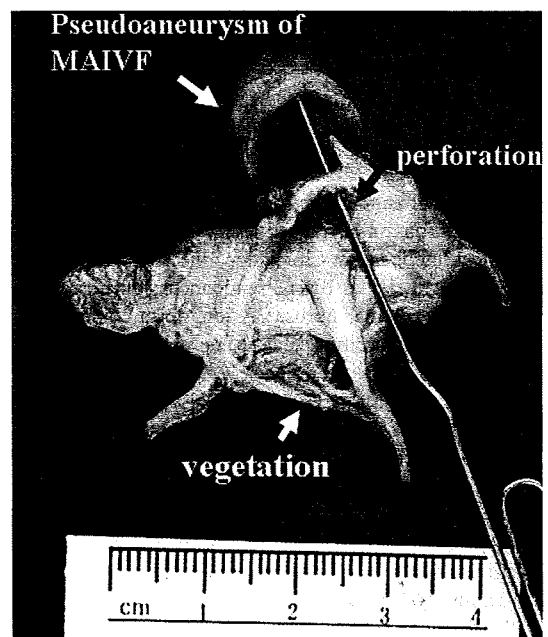 Pseudoaneurysm of
MAIVF
perforation
vegetation
cm 1 2 3 4